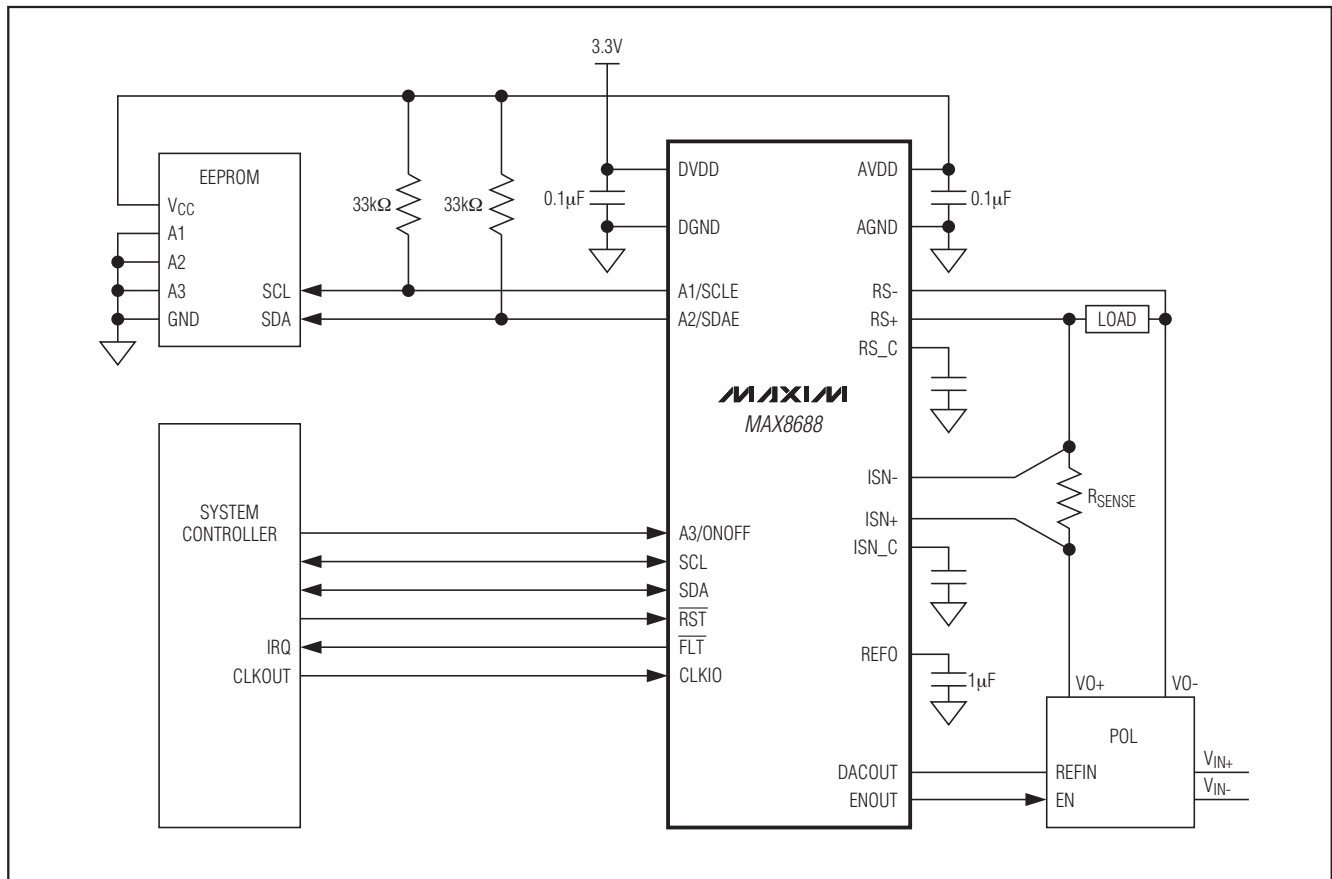 3.3V
EEPROM
VCC
A1
A2
A3
GND
SCL
SDA
33kΩ
33kΩ
0.1µF
0.1µF
DVDD
DGND
A1/SCLE
A2/SDAE
AVDD
AGND
RS-
RS+
RS_C
LOAD
MAXIM
MAX8688
ISN-
ISN+
ISN_C
RSENSE
REFO
1µF
SYSTEM
CONTROLLER
IRQ
CLKOUT
A3/ONOFF
SCL
SDA
RST
FLT
CLKIO
DACOUT
ENOUT
VO+
VO-
POL
REFIN
EN
VIN+
VIN-